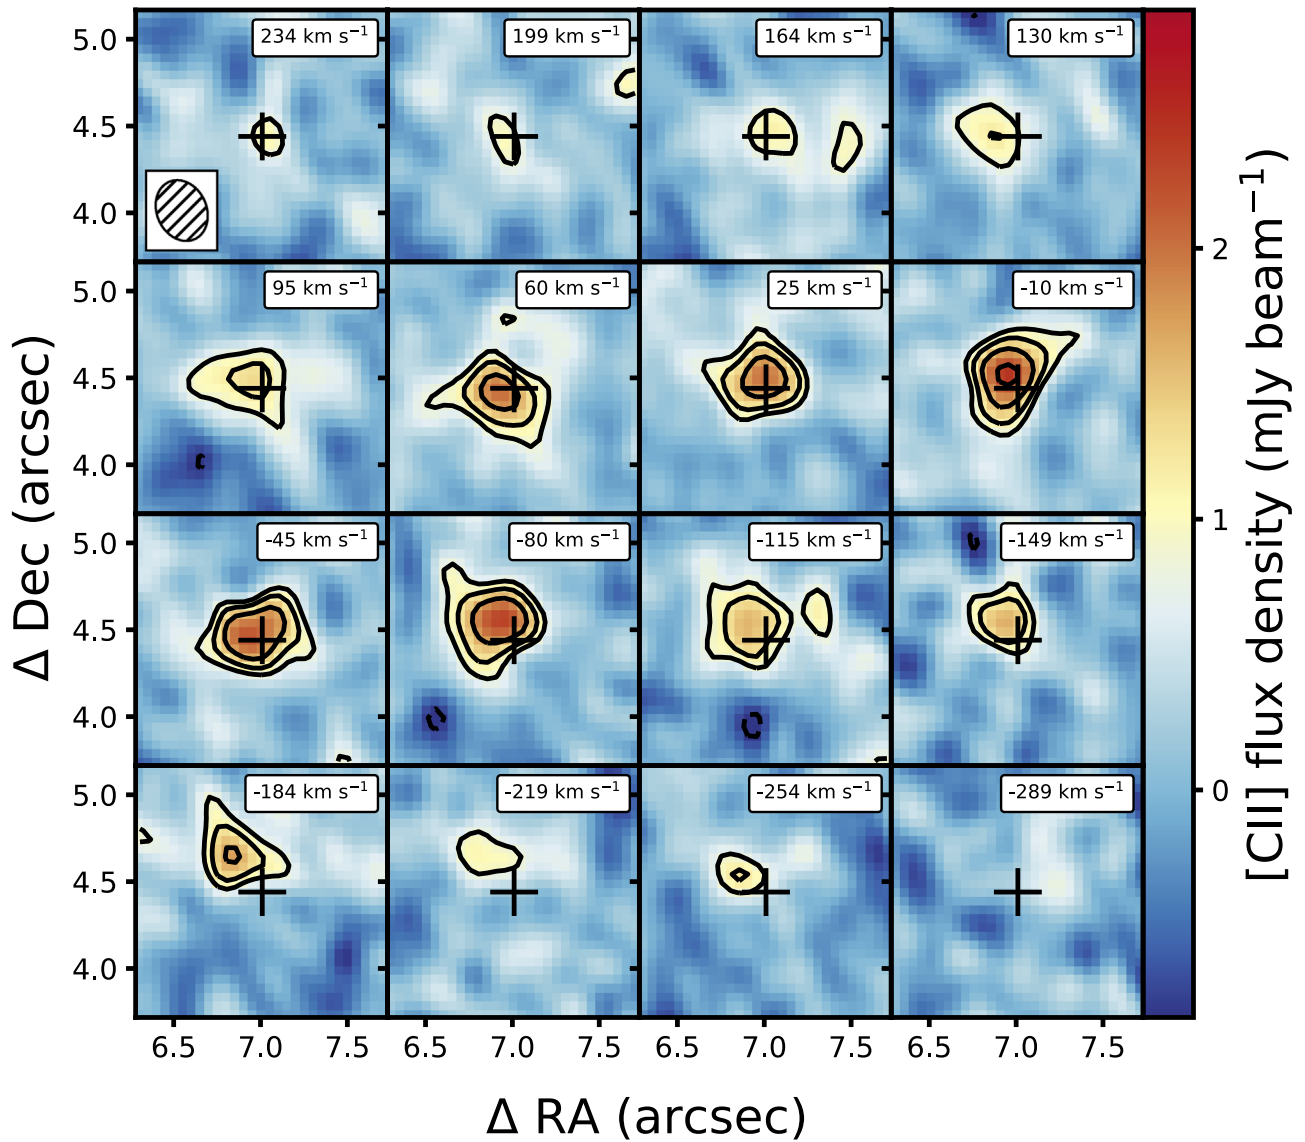 234 km s⁻¹
199 km s⁻¹
164 km s⁻¹
130 km s⁻¹
95 km s⁻¹
60 km s⁻¹
25 km s⁻¹
-10 km s⁻¹
-45 km s⁻¹
-80 km s⁻¹
-115 km s⁻¹
-149 km s⁻¹
-184 km s⁻¹
-219 km s⁻¹
-254 km s⁻¹
-289 km s⁻¹
5.0
4.5
4.0
5.0
4.5
4.0
5.0
4.5
4.0
5.0
4.5
4.0
Δ Dec (arcsec)
6.5 7.0 7.5 6.5 7.0 7.5 6.5 7.0 7.5 6.5 7.0 7.5
Δ RA (arcsec)
2
1
0
[CII] flux density (mJy beam⁻¹)